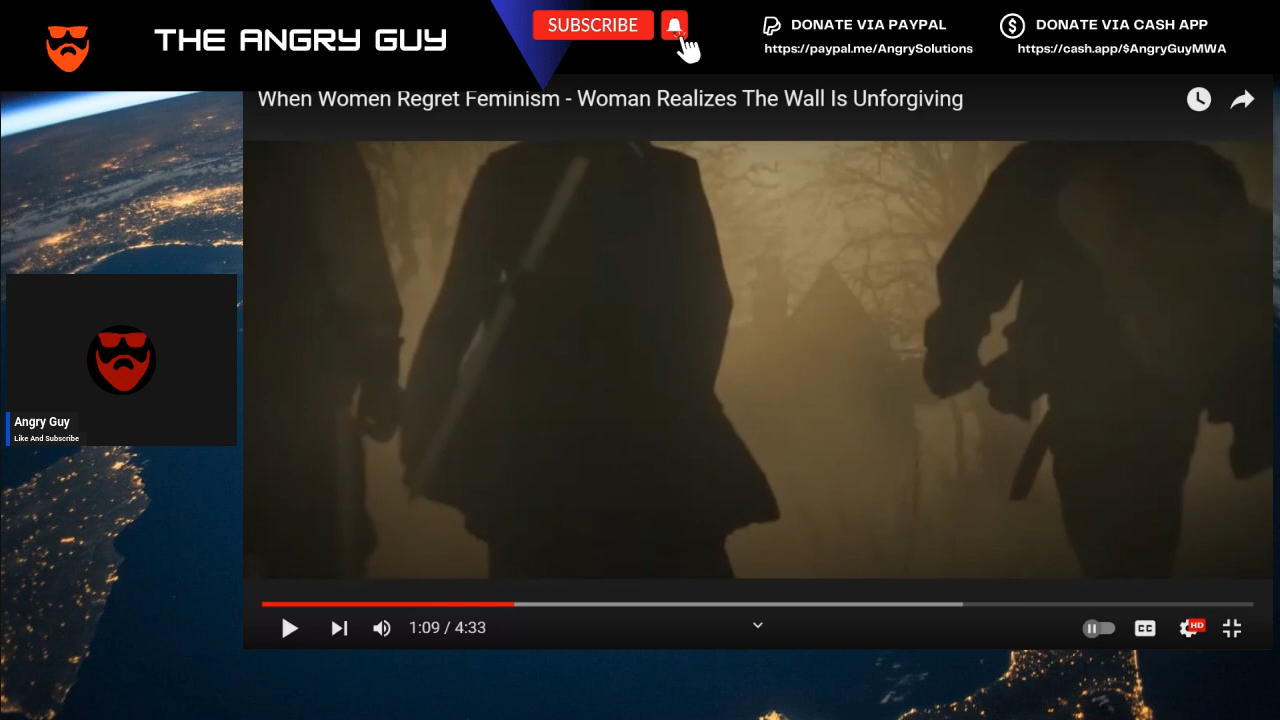 THE ANGRY GUY
SUBSCRIBE
DONATE VIA PAYPAL
https://paypal.me/AngrySolutions
DONATE VIA CASH APP
https://cash.app/$AngryGuyMWA
When Women Regret Feminism - Woman Realizes The Wall Is Unforgiving
Angry Guy
Like And Subscribe
1:09 / 4:33
CC
HD